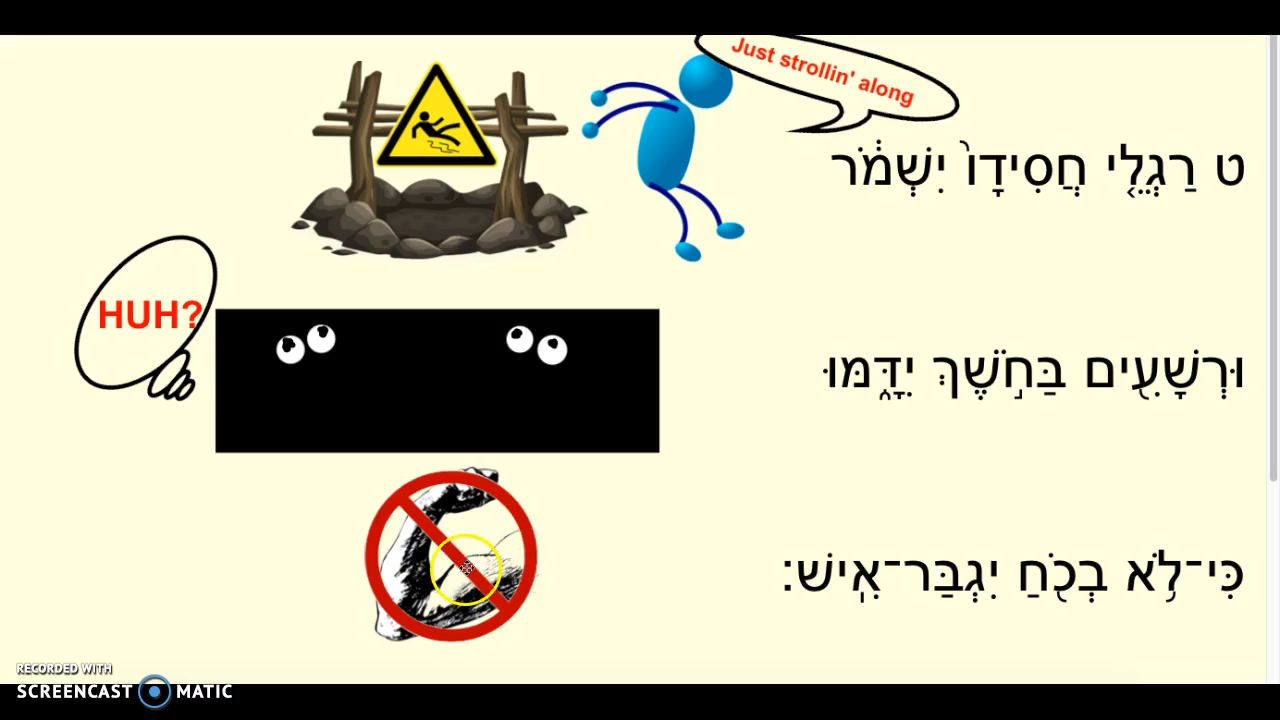 Just strollin' along
ט רַגְלֵ֤י חֲסִידָו֙ יִשְׁמֹ֔ר
HUH?
וּרְשָׁעִ֖ים בַּחֹ֣שֶׁךְ יִדָּ֑מּוּ
כִּי־לֹ֥א בְכֹ֖חַ יִגְבַּר־אִֽישׁ׃
RECORDED WITH
SCREENCAST MATIC